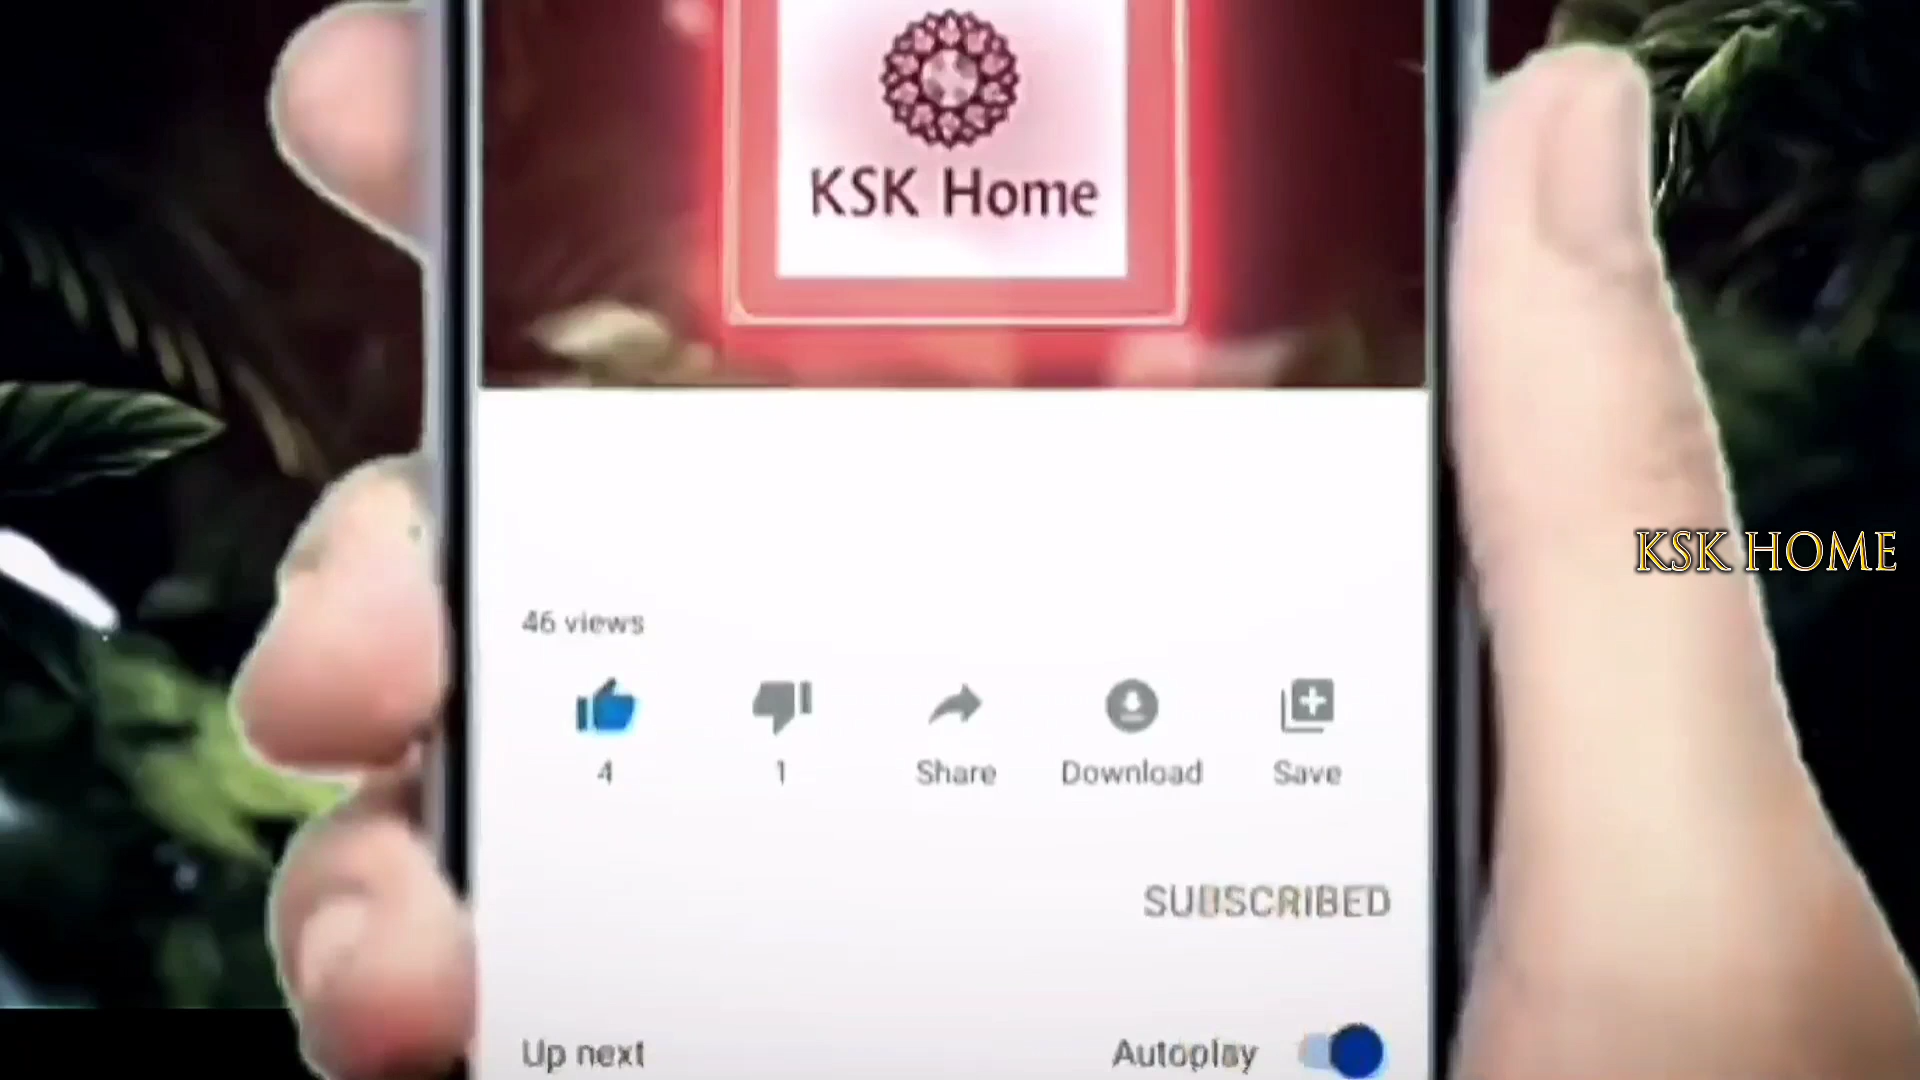 KSK Home
KSK HOME
46 views
4
1
Share
Download
Save
SUBSCRIBED
Up next
Autoplay